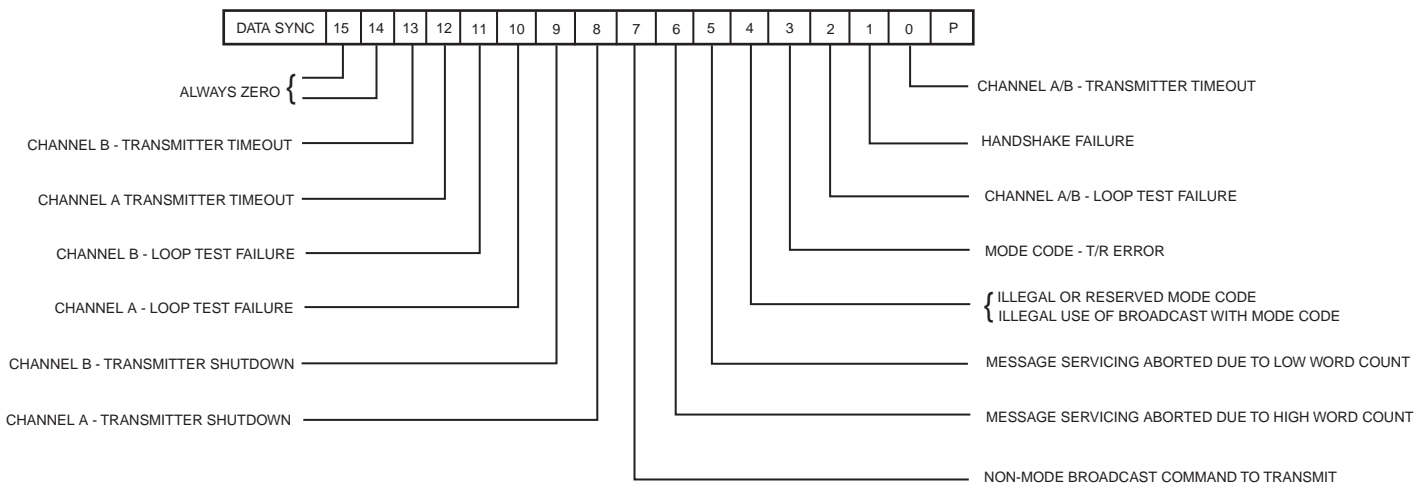 DATA SYNC 15 14 13 12 11 10 9 8 7 6 5 4 3 2 1 0 P
ALWAYS ZERO {
CHANNEL B - TRANSMITTER TIMEOUT
CHANNEL A TRANSMITTER TIMEOUT
CHANNEL B - LOOP TEST FAILURE
CHANNEL A - LOOP TEST FAILURE
CHANNEL B - TRANSMITTER SHUTDOWN
CHANNEL A - TRANSMITTER SHUTDOWN
CHANNEL A/B - TRANSMITTER TIMEOUT
HANDSHAKE FAILURE
CHANNEL A/B - LOOP TEST FAILURE
MODE CODE - T/R ERROR
{ ILLEGAL OR RESERVED MODE CODE
ILLEGAL USE OF BROADCAST WITH MODE CODE
MESSAGE SERVICING ABORTED DUE TO LOW WORD COUNT
MESSAGE SERVICING ABORTED DUE TO HIGH WORD COUNT
NON-MODE BROADCAST COMMAND TO TRANSMIT